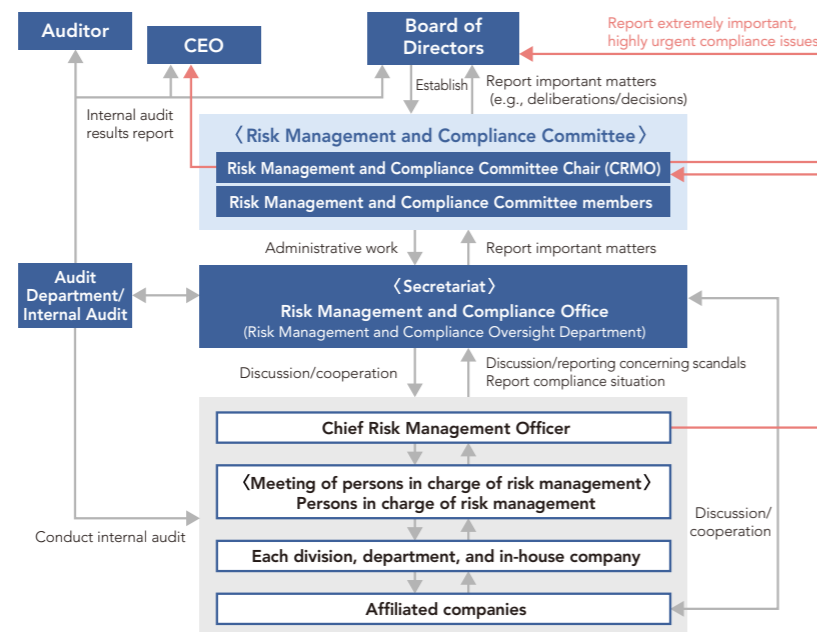 Auditor
CEO
Board of
Directors
Report extremely important,
highly urgent compliance issues
Internal audit
results report
Establish
Report important matters
(e.g., deliberations/decisions)
〈Risk Management and Compliance Committee〉
Risk Management and Compliance Committee Chair (CRMO)
Risk Management and Compliance Committee members
Administrative work
Report important matters
Audit
Department/
Internal Audit
〈Secretariat〉
Risk Management and Compliance Office
(Risk Management and Compliance Oversight Department)
Discussion/cooperation
Discussion/reporting concerning scandals
Report compliance situation
Chief Risk Management Officer
〈Meeting of persons in charge of risk management〉
Persons in charge of risk management
Discussion/
cooperation
Conduct internal audit
Each division, department, and in-house company
Affiliated companies